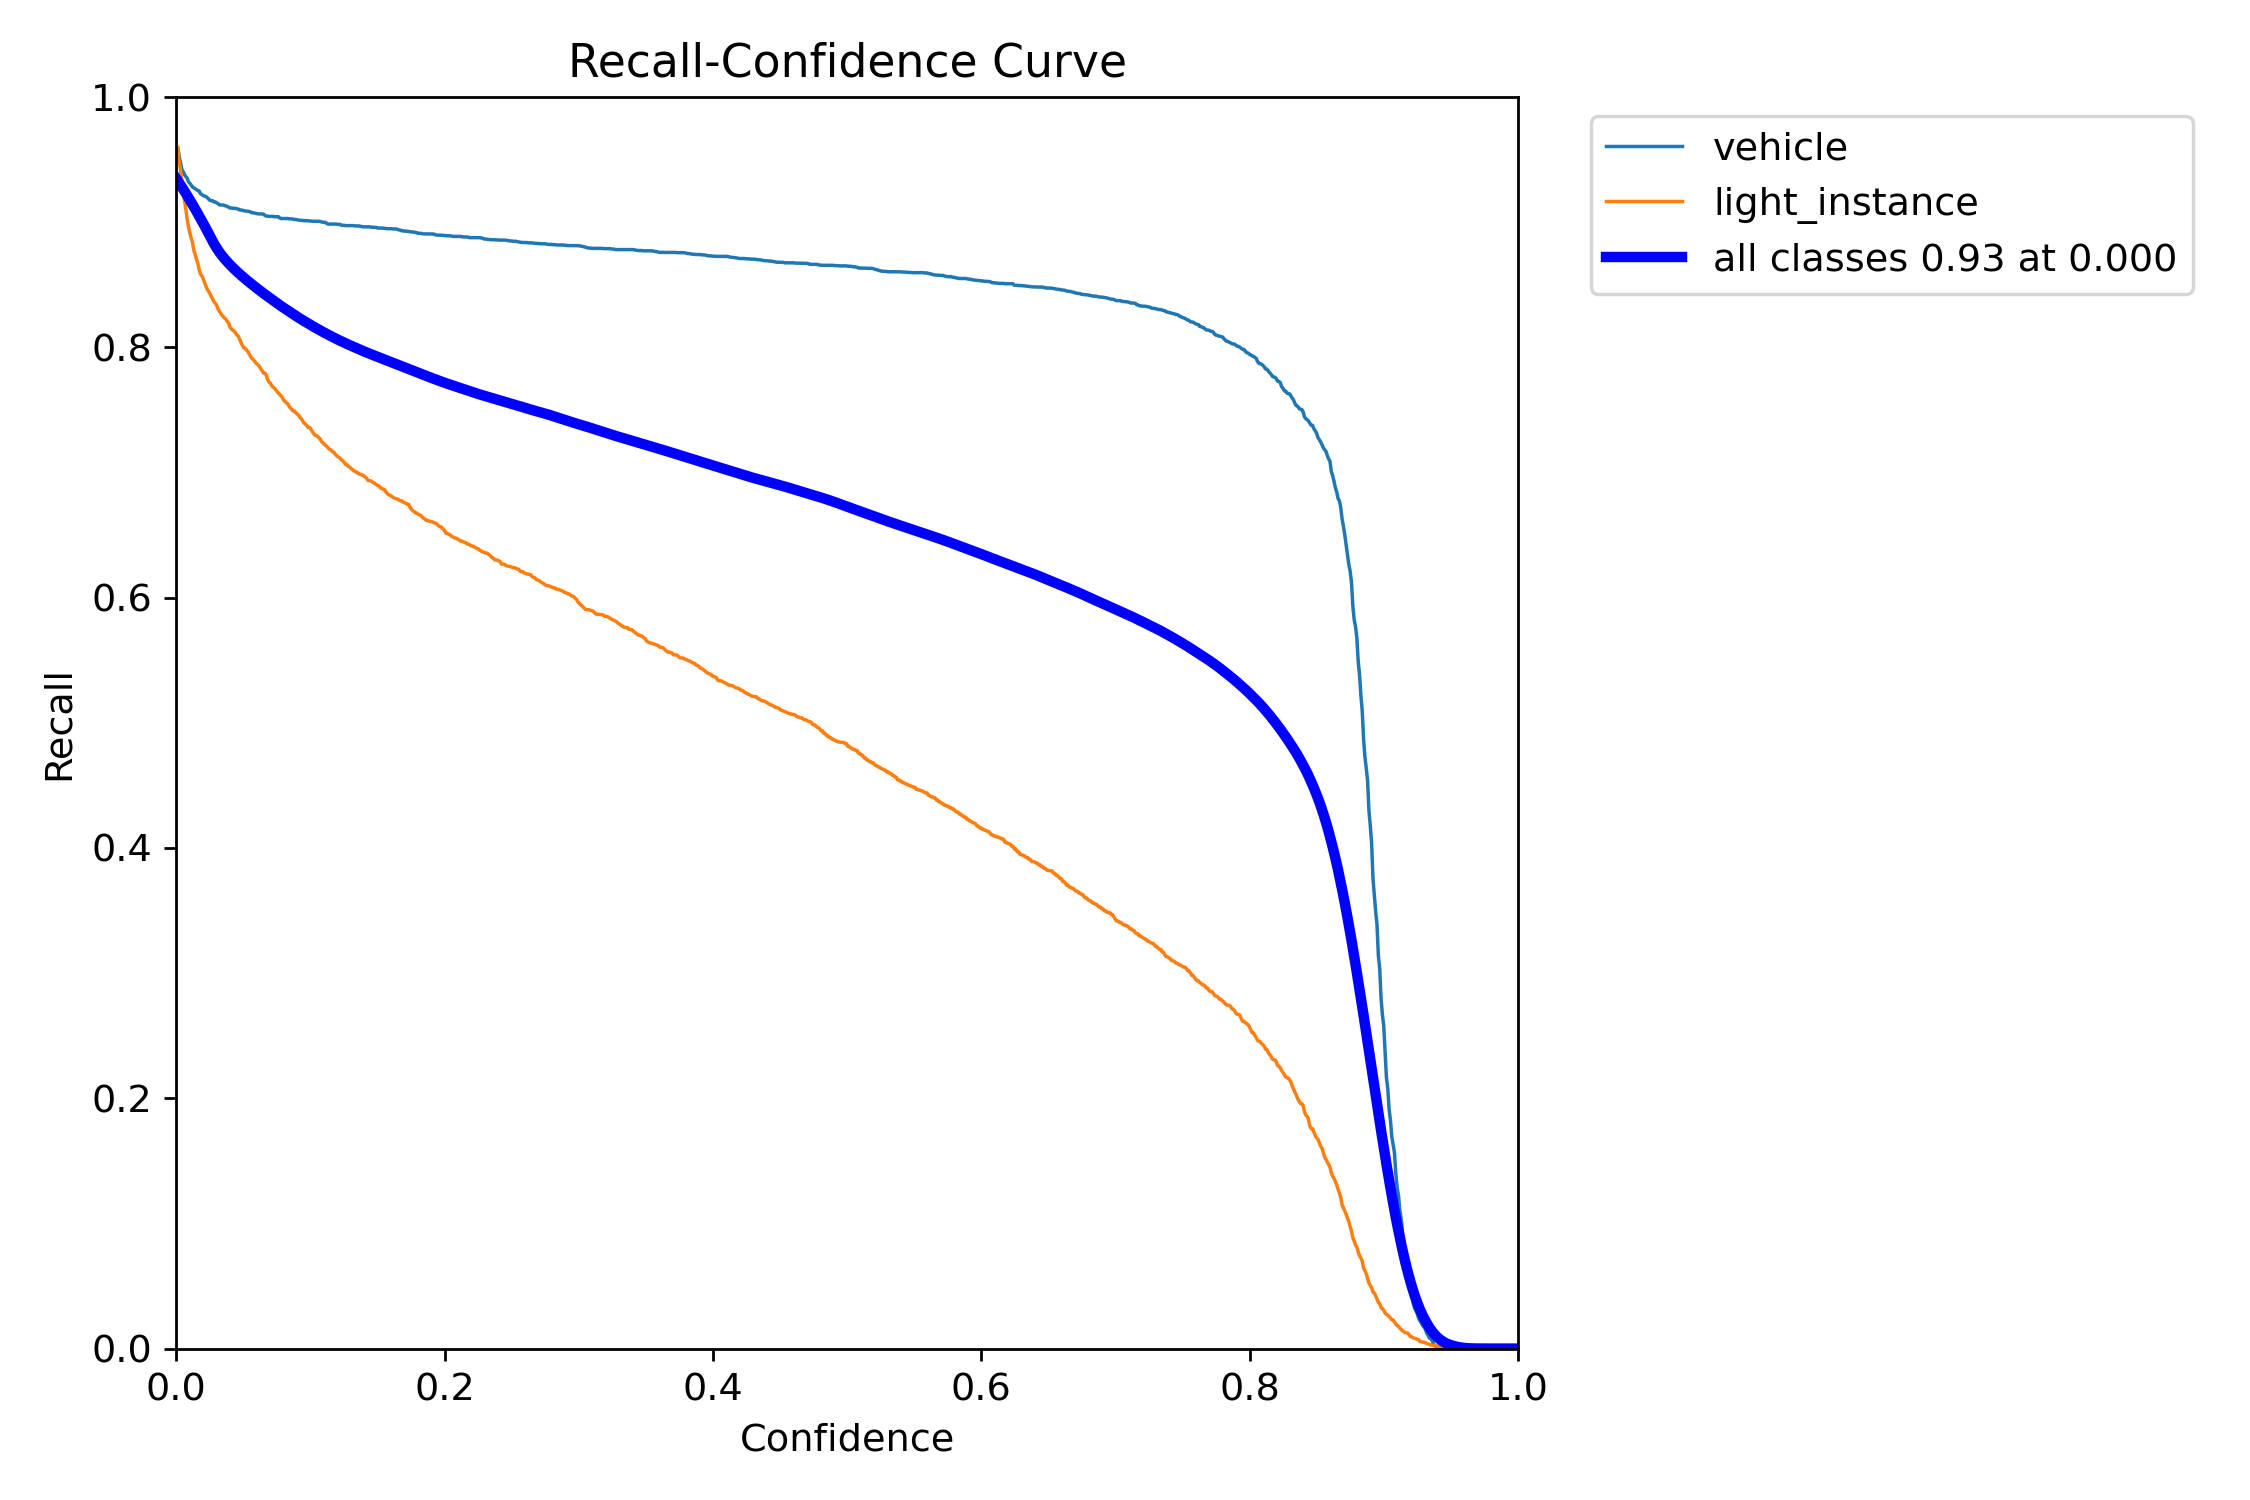 Recall-Confidence Curve
1.0
0.8
0.6
0.4
0.2
0.0
Recall
0.0 0.2 0.4 0.6 0.8 1.0
Confidence
vehicle
light_instance
all classes 0.93 at 0.000